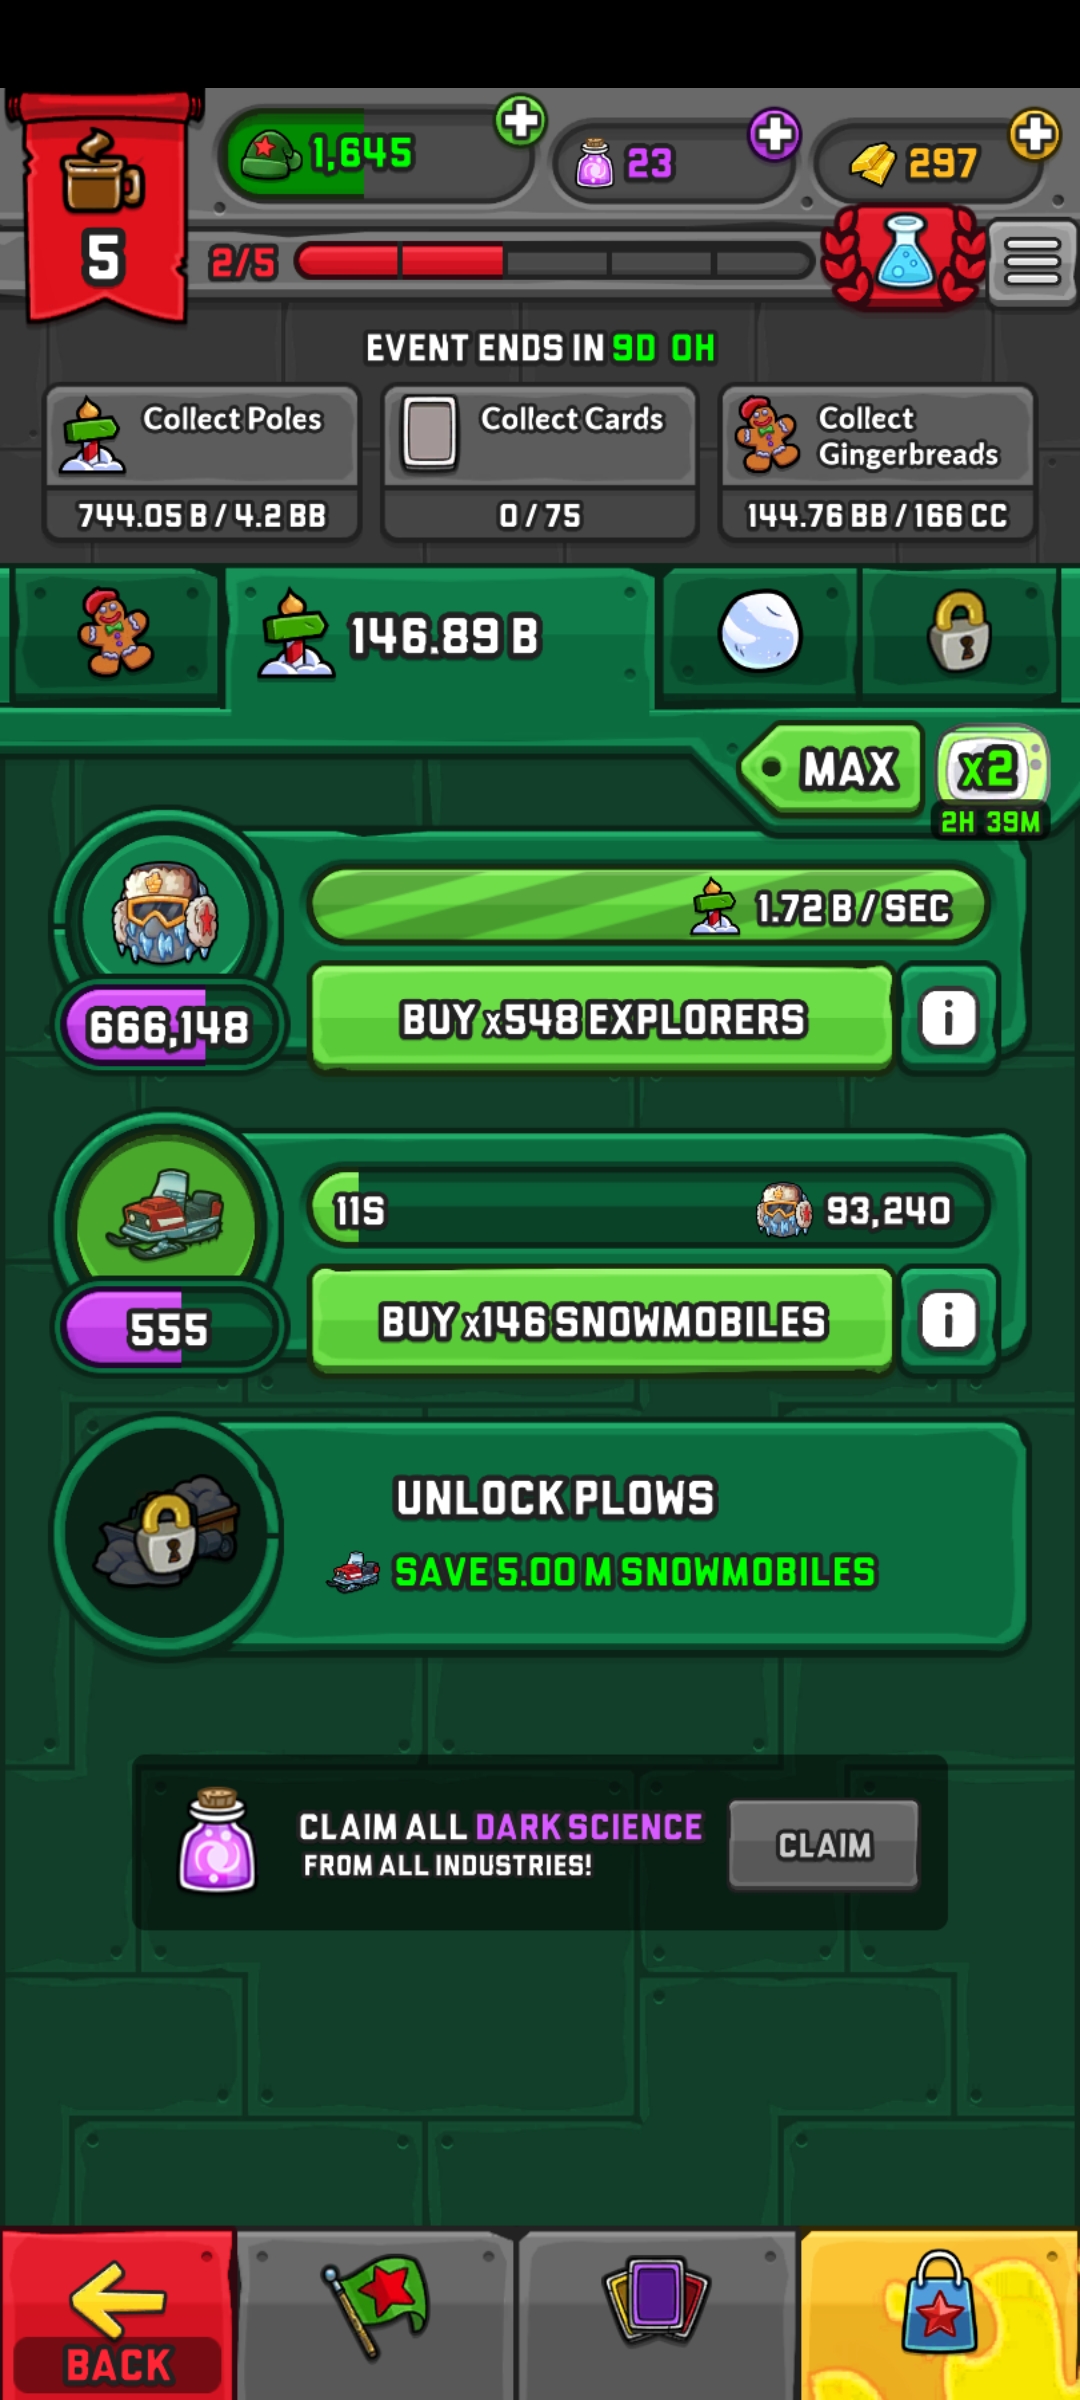 1,645
23
297
5
2/5
EVENT ENDS IN 9D 0H
Collect Poles
744.05 B / 4.2 BB
Collect Cards
0 / 75
Collect
Gingerbreads
144.76 BB / 166 CC
146.89 B
MAX
x2
2H 39M
1.72 B / SEC
666,148
BUY x548 EXPLORERS
i
11S
93,240
555
BUY x146 SNOWMOBILES
i
UNLOCK PLOWS
SAVE 5.00 M SNOWMOBILES
CLAIM ALL DARK SCIENCE
FROM ALL INDUSTRIES!
CLAIM
BACK